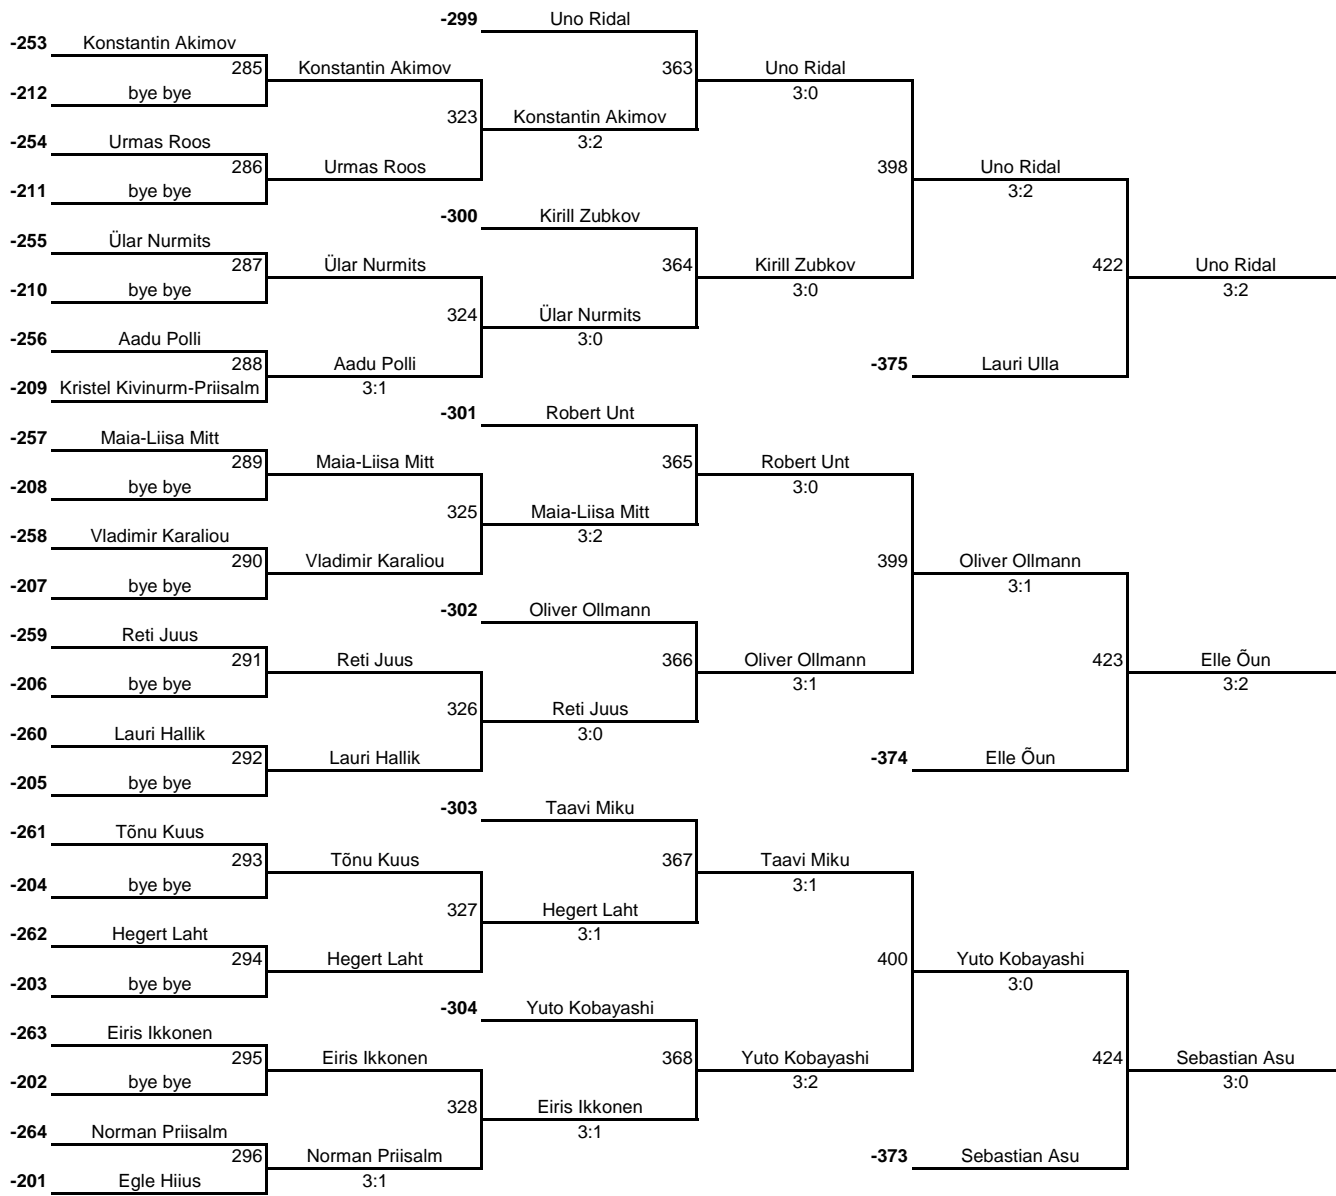 -299 Uno Ridal
-253 Konstantin Akimov
285 Konstantin Akimov 363 Uno Ridal
-212 bye bye 3:0
323 Konstantin Akimov
-254 Urmas Roos 3:2
286 Urmas Roos 398 Uno Ridal
-211 bye bye 3:2
-300 Kirill Zubkov
-255 Ülar Nurmits
287 Ülar Nurmits 364 Kirill Zubkov 422 Uno Ridal
-210 bye bye 3:0 3:2
324 Ülar Nurmits
-256 Aadu Polli 3:0
288 Aadu Polli -375 Lauri Ulla
-209 Kristel Kivinurm-Priisalm 3:1
-301 Robert Unt
-257 Maia-Liisa Mitt
289 Maia-Liisa Mitt 365 Robert Unt
-208 bye bye 3:0
325 Maia-Liisa Mitt
-258 Vladimir Karaliou 3:2
290 Vladimir Karaliou 399 Oliver Ollmann
-207 bye bye 3:1
-302 Oliver Ollmann
-259 Reti Juus
291 Reti Juus 366 Oliver Ollmann 423 Elle Õun
-206 bye bye 3:1 3:2
326 Reti Juus
-260 Lauri Hallik 3:0
292 Lauri Hallik -374 Elle Õun
-205 bye bye
-303 Taavi Miku
-261 Tõnu Kuus
293 Tõnu Kuus 367 Taavi Miku
-204 bye bye 3:1
327 Hegert Laht
-262 Hegert Laht 3:1
294 Hegert Laht 400 Yuto Kobayashi
-203 bye bye 3:0
-304 Yuto Kobayashi
-263 Eiris Ikkonen
295 Eiris Ikkonen 368 Yuto Kobayashi 424 Sebastian Asu
-202 bye bye 3:2 3:0
328 Eiris Ikkonen
-264 Norman Priisalm 3:1
296 Norman Priisalm -373 Sebastian Asu
-201 Egle Hiius 3:1